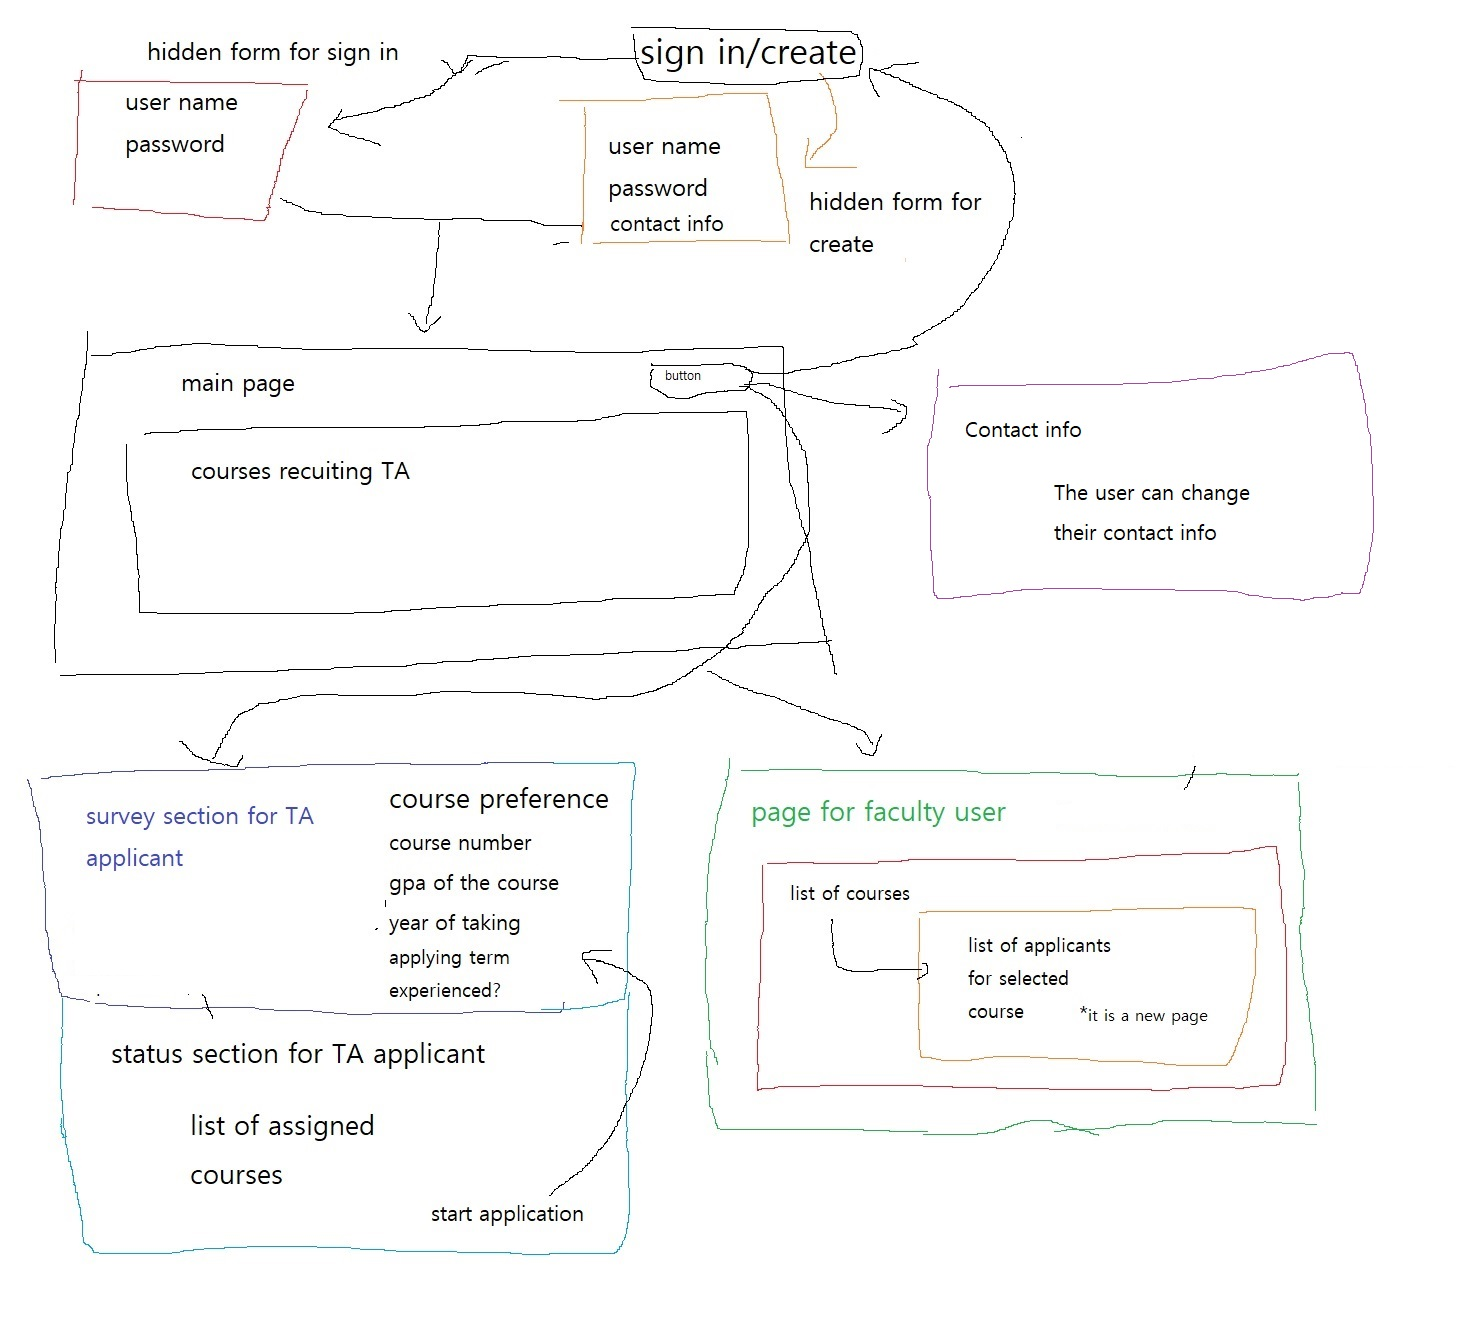 hidden form for sign in
sign in/create
user name
password
user name
password
contact info
hidden form for
create
main page
button
courses recuiting TA
Contact info
The user can change
their contact info
survey section for TA
applicant
course preference
course number
gpa of the course
year of taking
applying term
experienced?
status section for TA applicant
list of assigned
courses
start application
page for faculty user
list of courses
list of applicants
for selected
course
*it is a new page